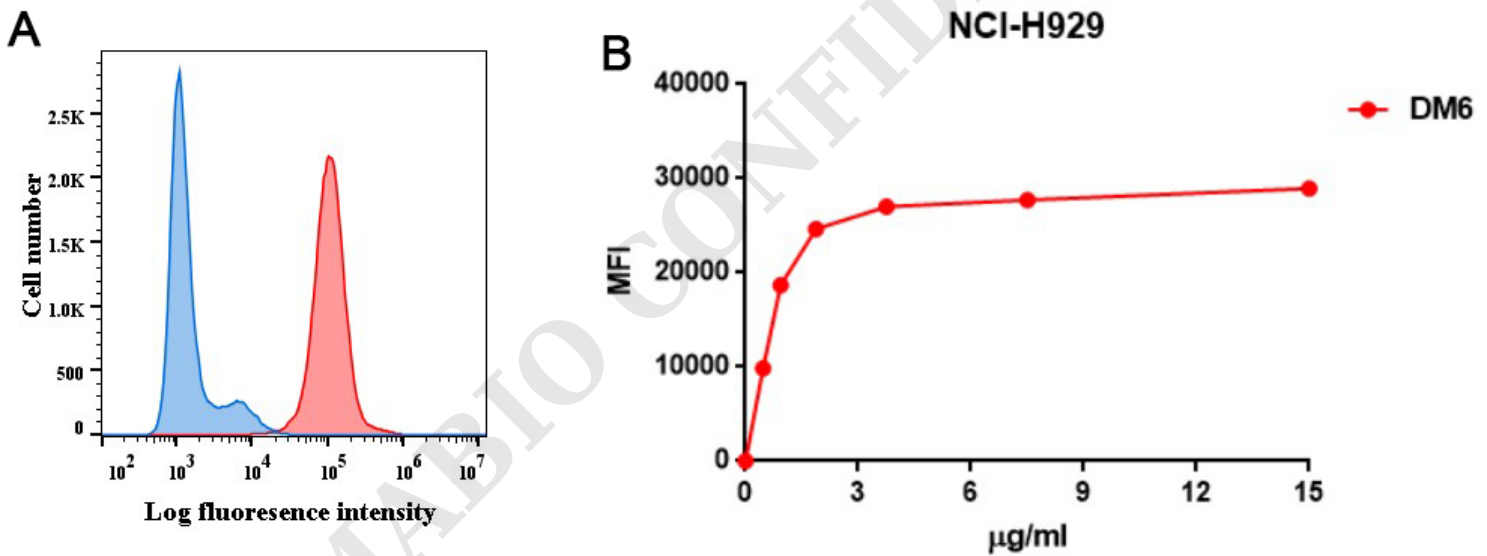 A
2.5K
2.0K
1.5K
1.0K
500
0
Cell number
10² 10³ 10⁴ 10⁵ 10⁶ 10⁷
Log fluoresence intensity
B
NCI-H929
40000
30000
20000
10000
0
MFI
0 3 6 9 12 15
μg/ml
DM6
MABIO CONFID